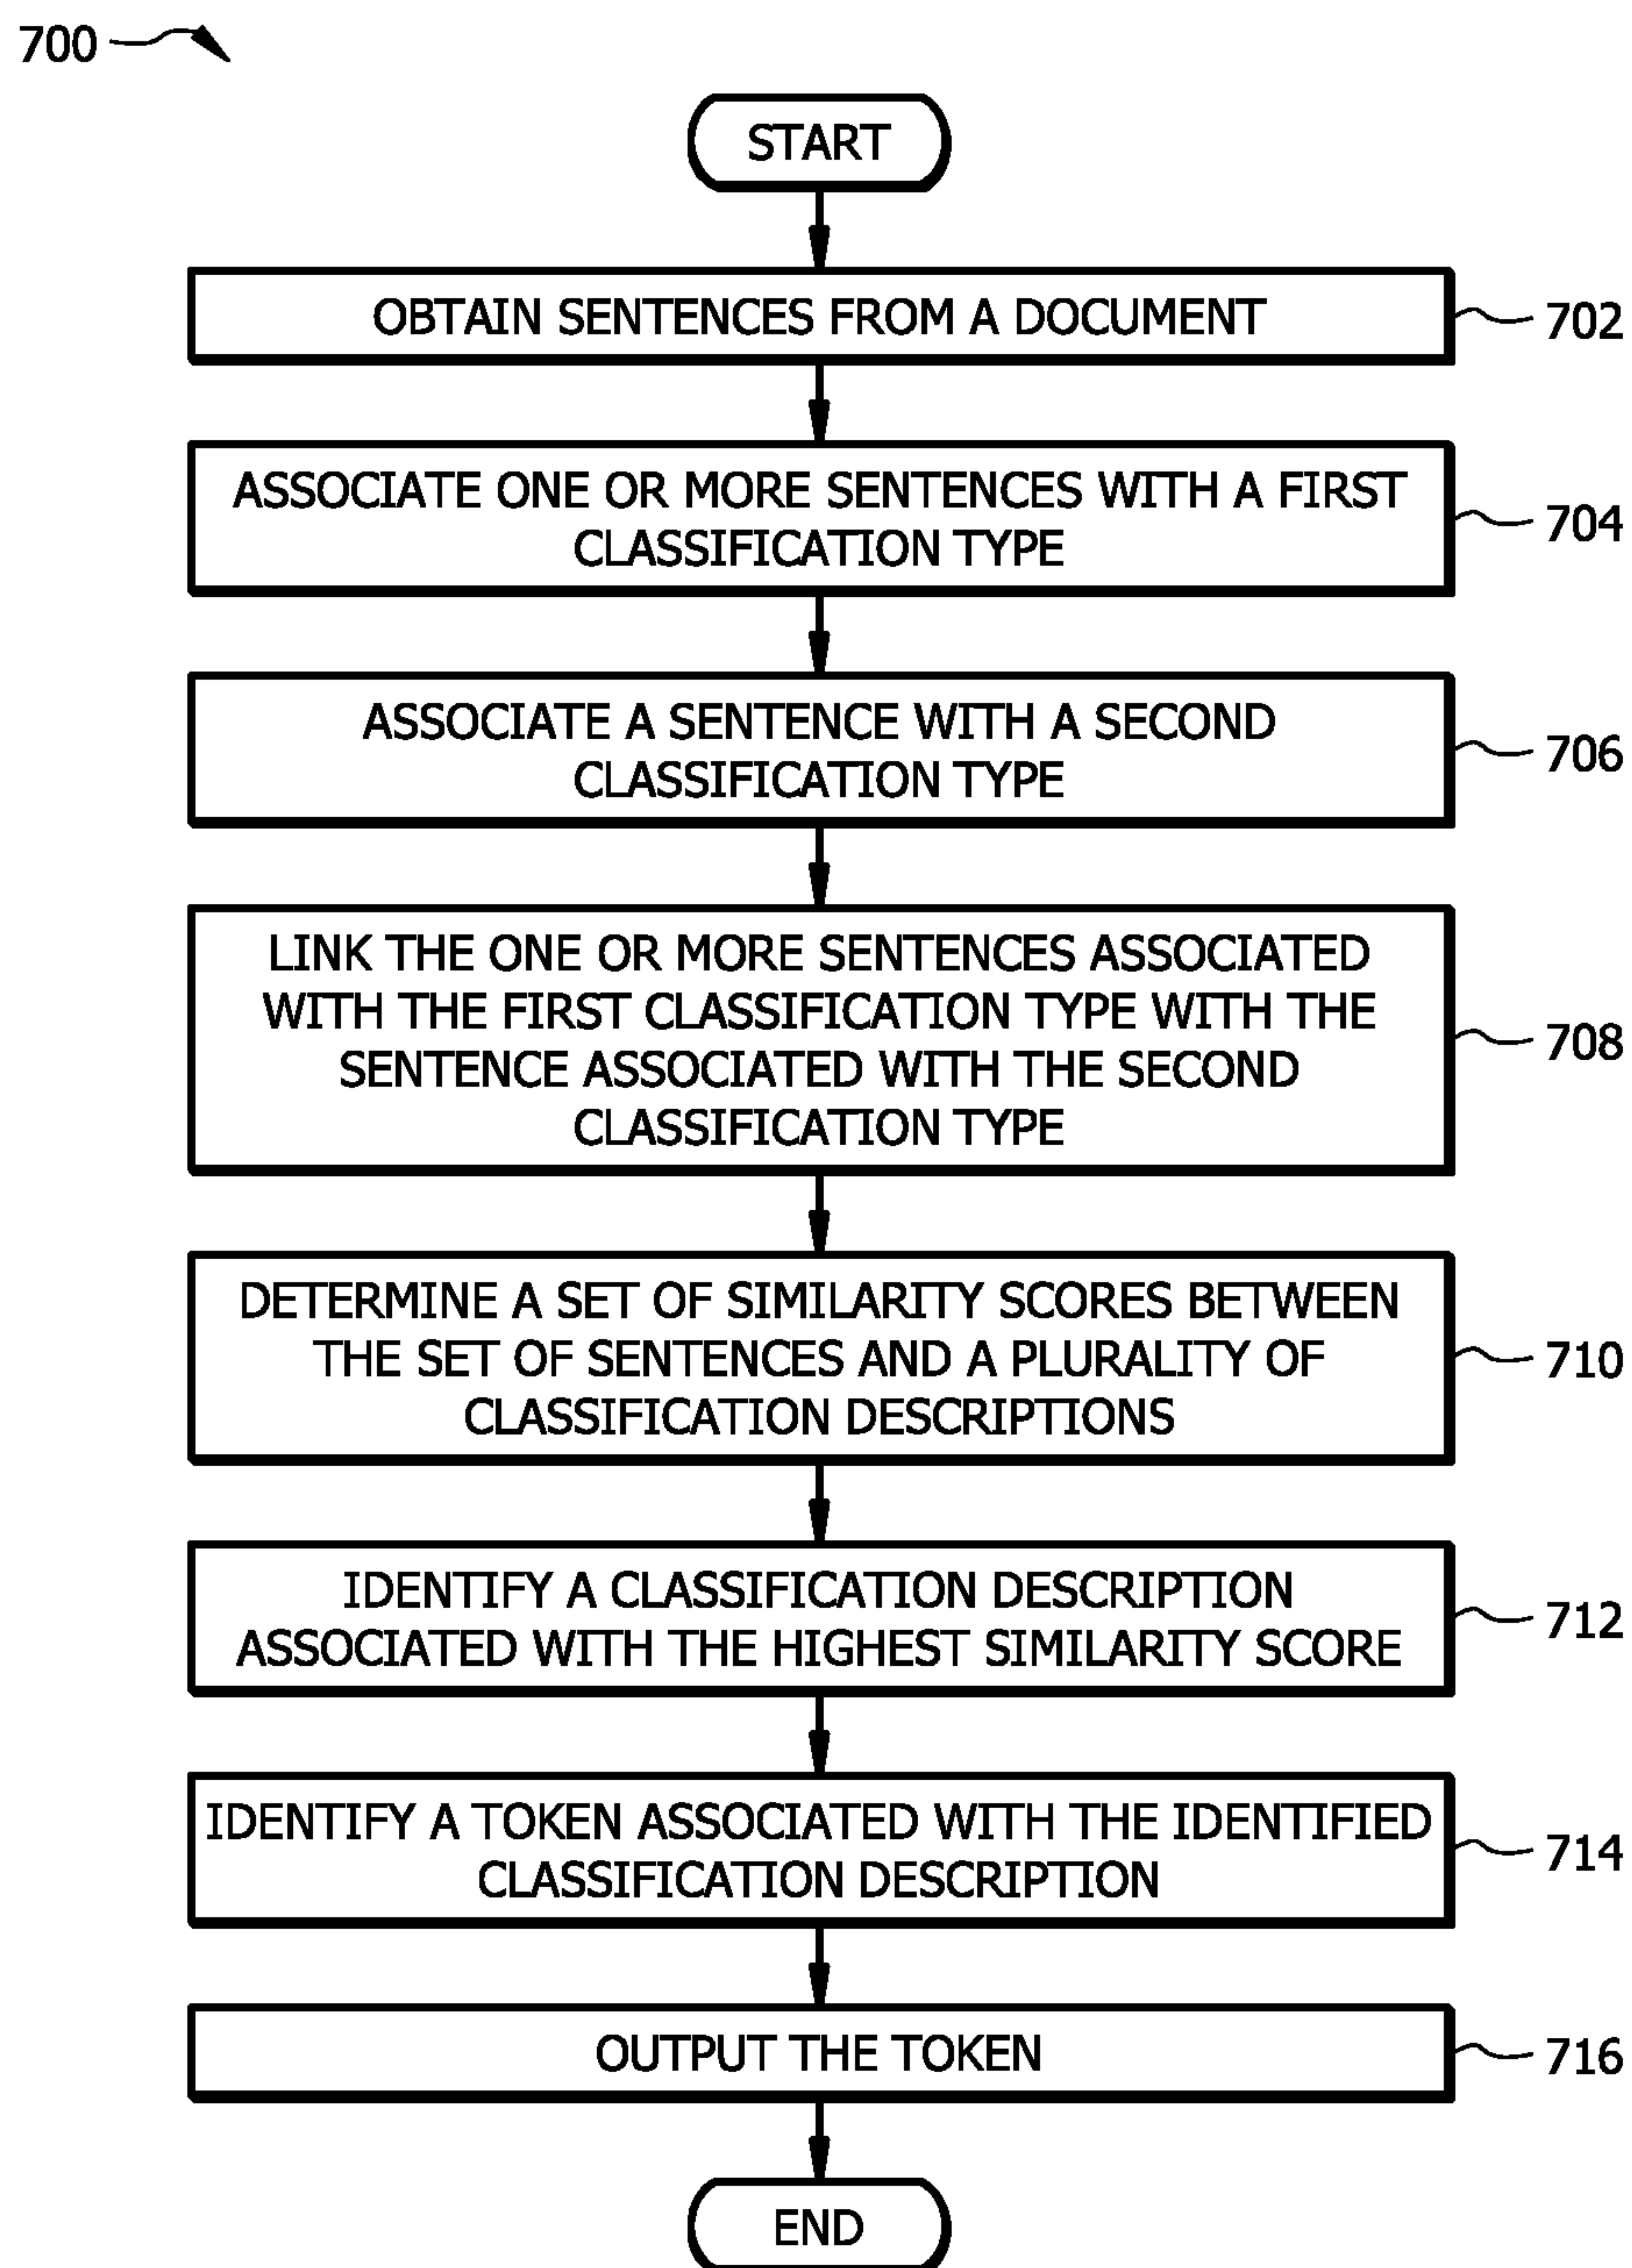 700
START
OBTAIN SENTENCES FROM A DOCUMENT
702
ASSOCIATE ONE OR MORE SENTENCES WITH A FIRST
CLASSIFICATION TYPE
704
ASSOCIATE A SENTENCE WITH A SECOND
CLASSIFICATION TYPE
706
LINK THE ONE OR MORE SENTENCES ASSOCIATED
WITH THE FIRST CLASSIFICATION TYPE WITH THE
SENTENCE ASSOCIATED WITH THE SECOND
CLASSIFICATION TYPE
708
DETERMINE A SET OF SIMILARITY SCORES BETWEEN
THE SET OF SENTENCES AND A PLURALITY OF
CLASSIFICATION DESCRIPTIONS
710
IDENTIFY A CLASSIFICATION DESCRIPTION
ASSOCIATED WITH THE HIGHEST SIMILARITY SCORE
712
IDENTIFY A TOKEN ASSOCIATED WITH THE IDENTIFIED
CLASSIFICATION DESCRIPTION
714
OUTPUT THE TOKEN
716
END